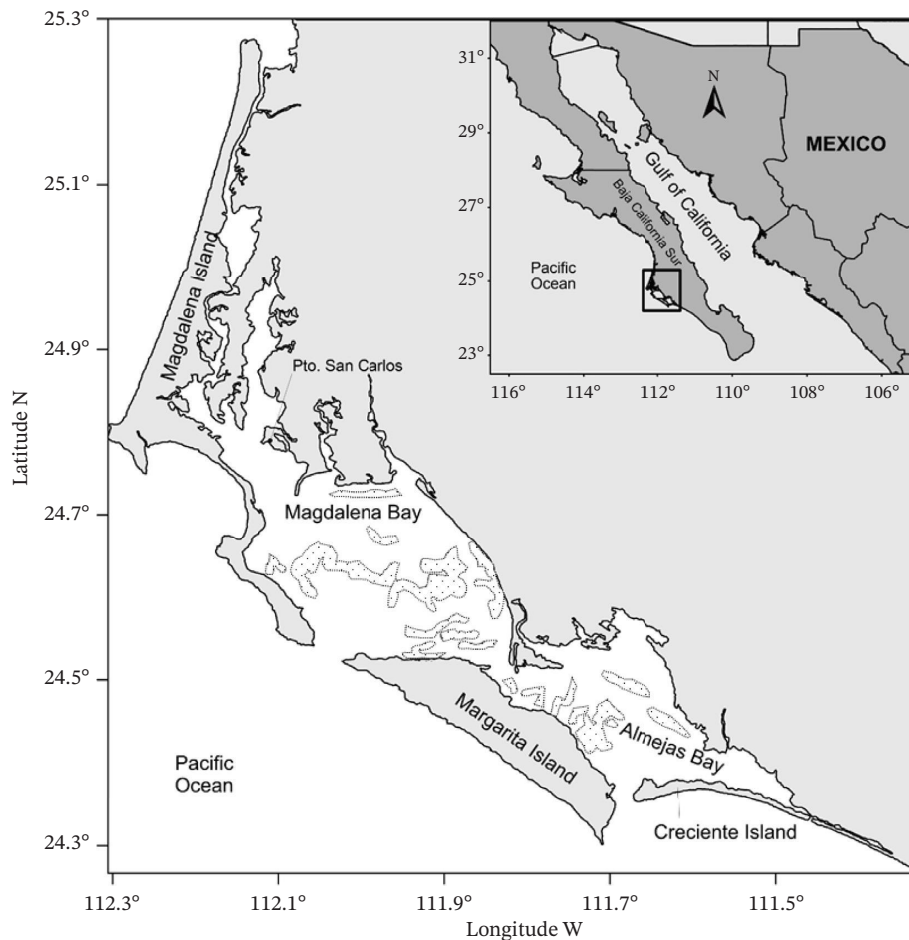 25.3°
25.1°
24.9°
24.7°
24.5°
24.3°
Latitude N
112.3°
112.1°
111.9°
111.7°
111.5°
Longitude W
Magdalena Island
Pto. San Carlos
Magdalena Bay
Margarita Island
Almejas Bay
Creciente Island
Pacific
Ocean
31°
29°
27°
25°
23°
116°
114°
112°
110°
108°
106°
N
MEXICO
Gulf of California
Baja California Sur
Pacific
Ocean